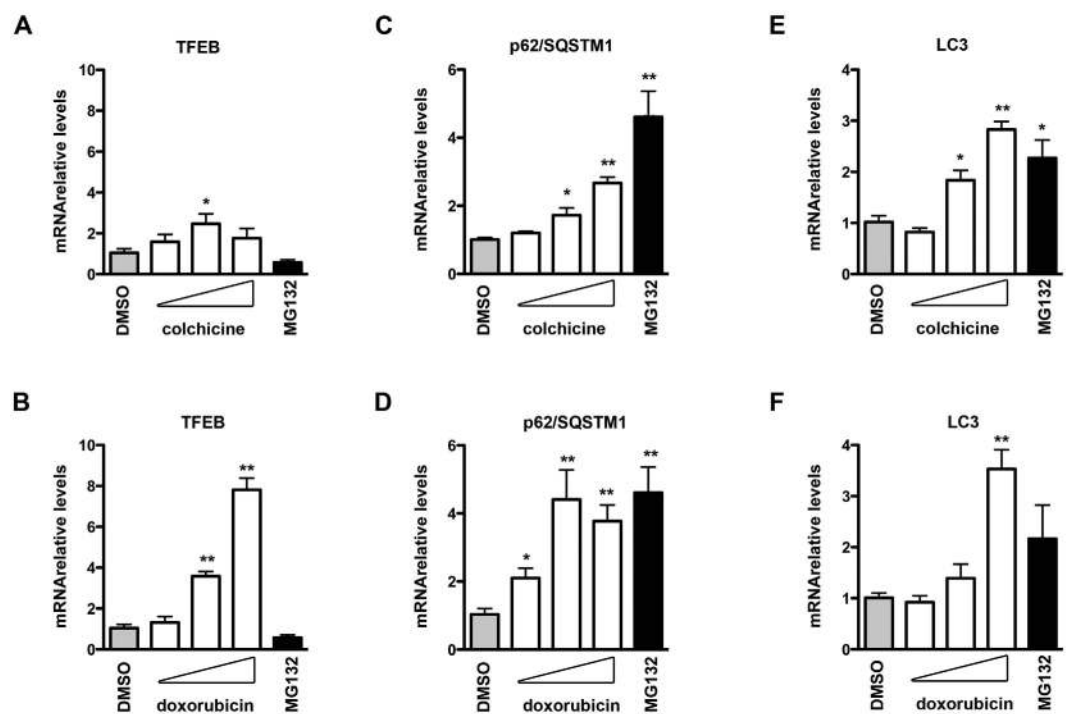 A
TFEB
mRNArelative levels
10
8
6
4
2
0
*
DMSO
colchicine
MG132
C
p62/SQSTM1
mRNArelative levels
6
4
2
0
*
**
**
DMSO
colchicine
MG132
E
LC3
mRNArelative levels
4
3
2
1
0
*
**
*
DMSO
colchicine
MG132
B
TFEB
mRNArelative levels
10
8
6
4
2
0
**
**
DMSO
doxorubicin
MG132
D
p62/SQSTM1
mRNArelative levels
6
4
2
0
*
**
**
**
DMSO
doxorubicin
MG132
F
LC3
mRNArelative levels
4
3
2
1
0
**
DMSO
doxorubicin
MG132